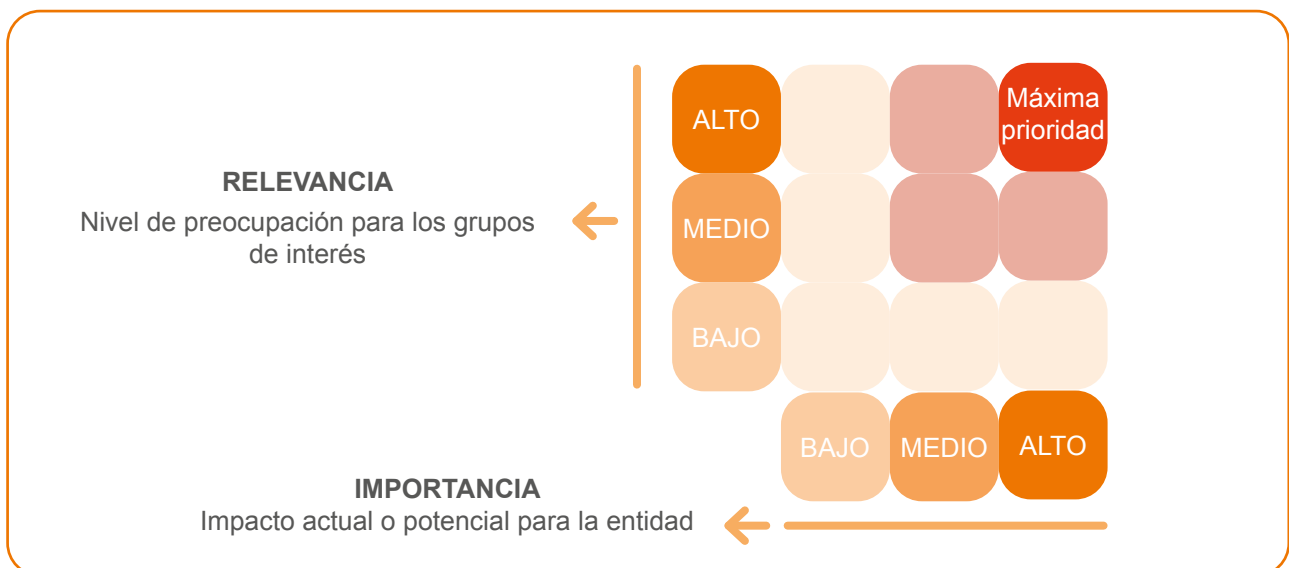 ALTO
Máxima
prioridad
RELEVANCIA
Nivel de preocupación para los grupos
de interés
MEDIO
BAJO
BAJO MEDIO ALTO
IMPORTANCIA
Impacto actual o potencial para la entidad